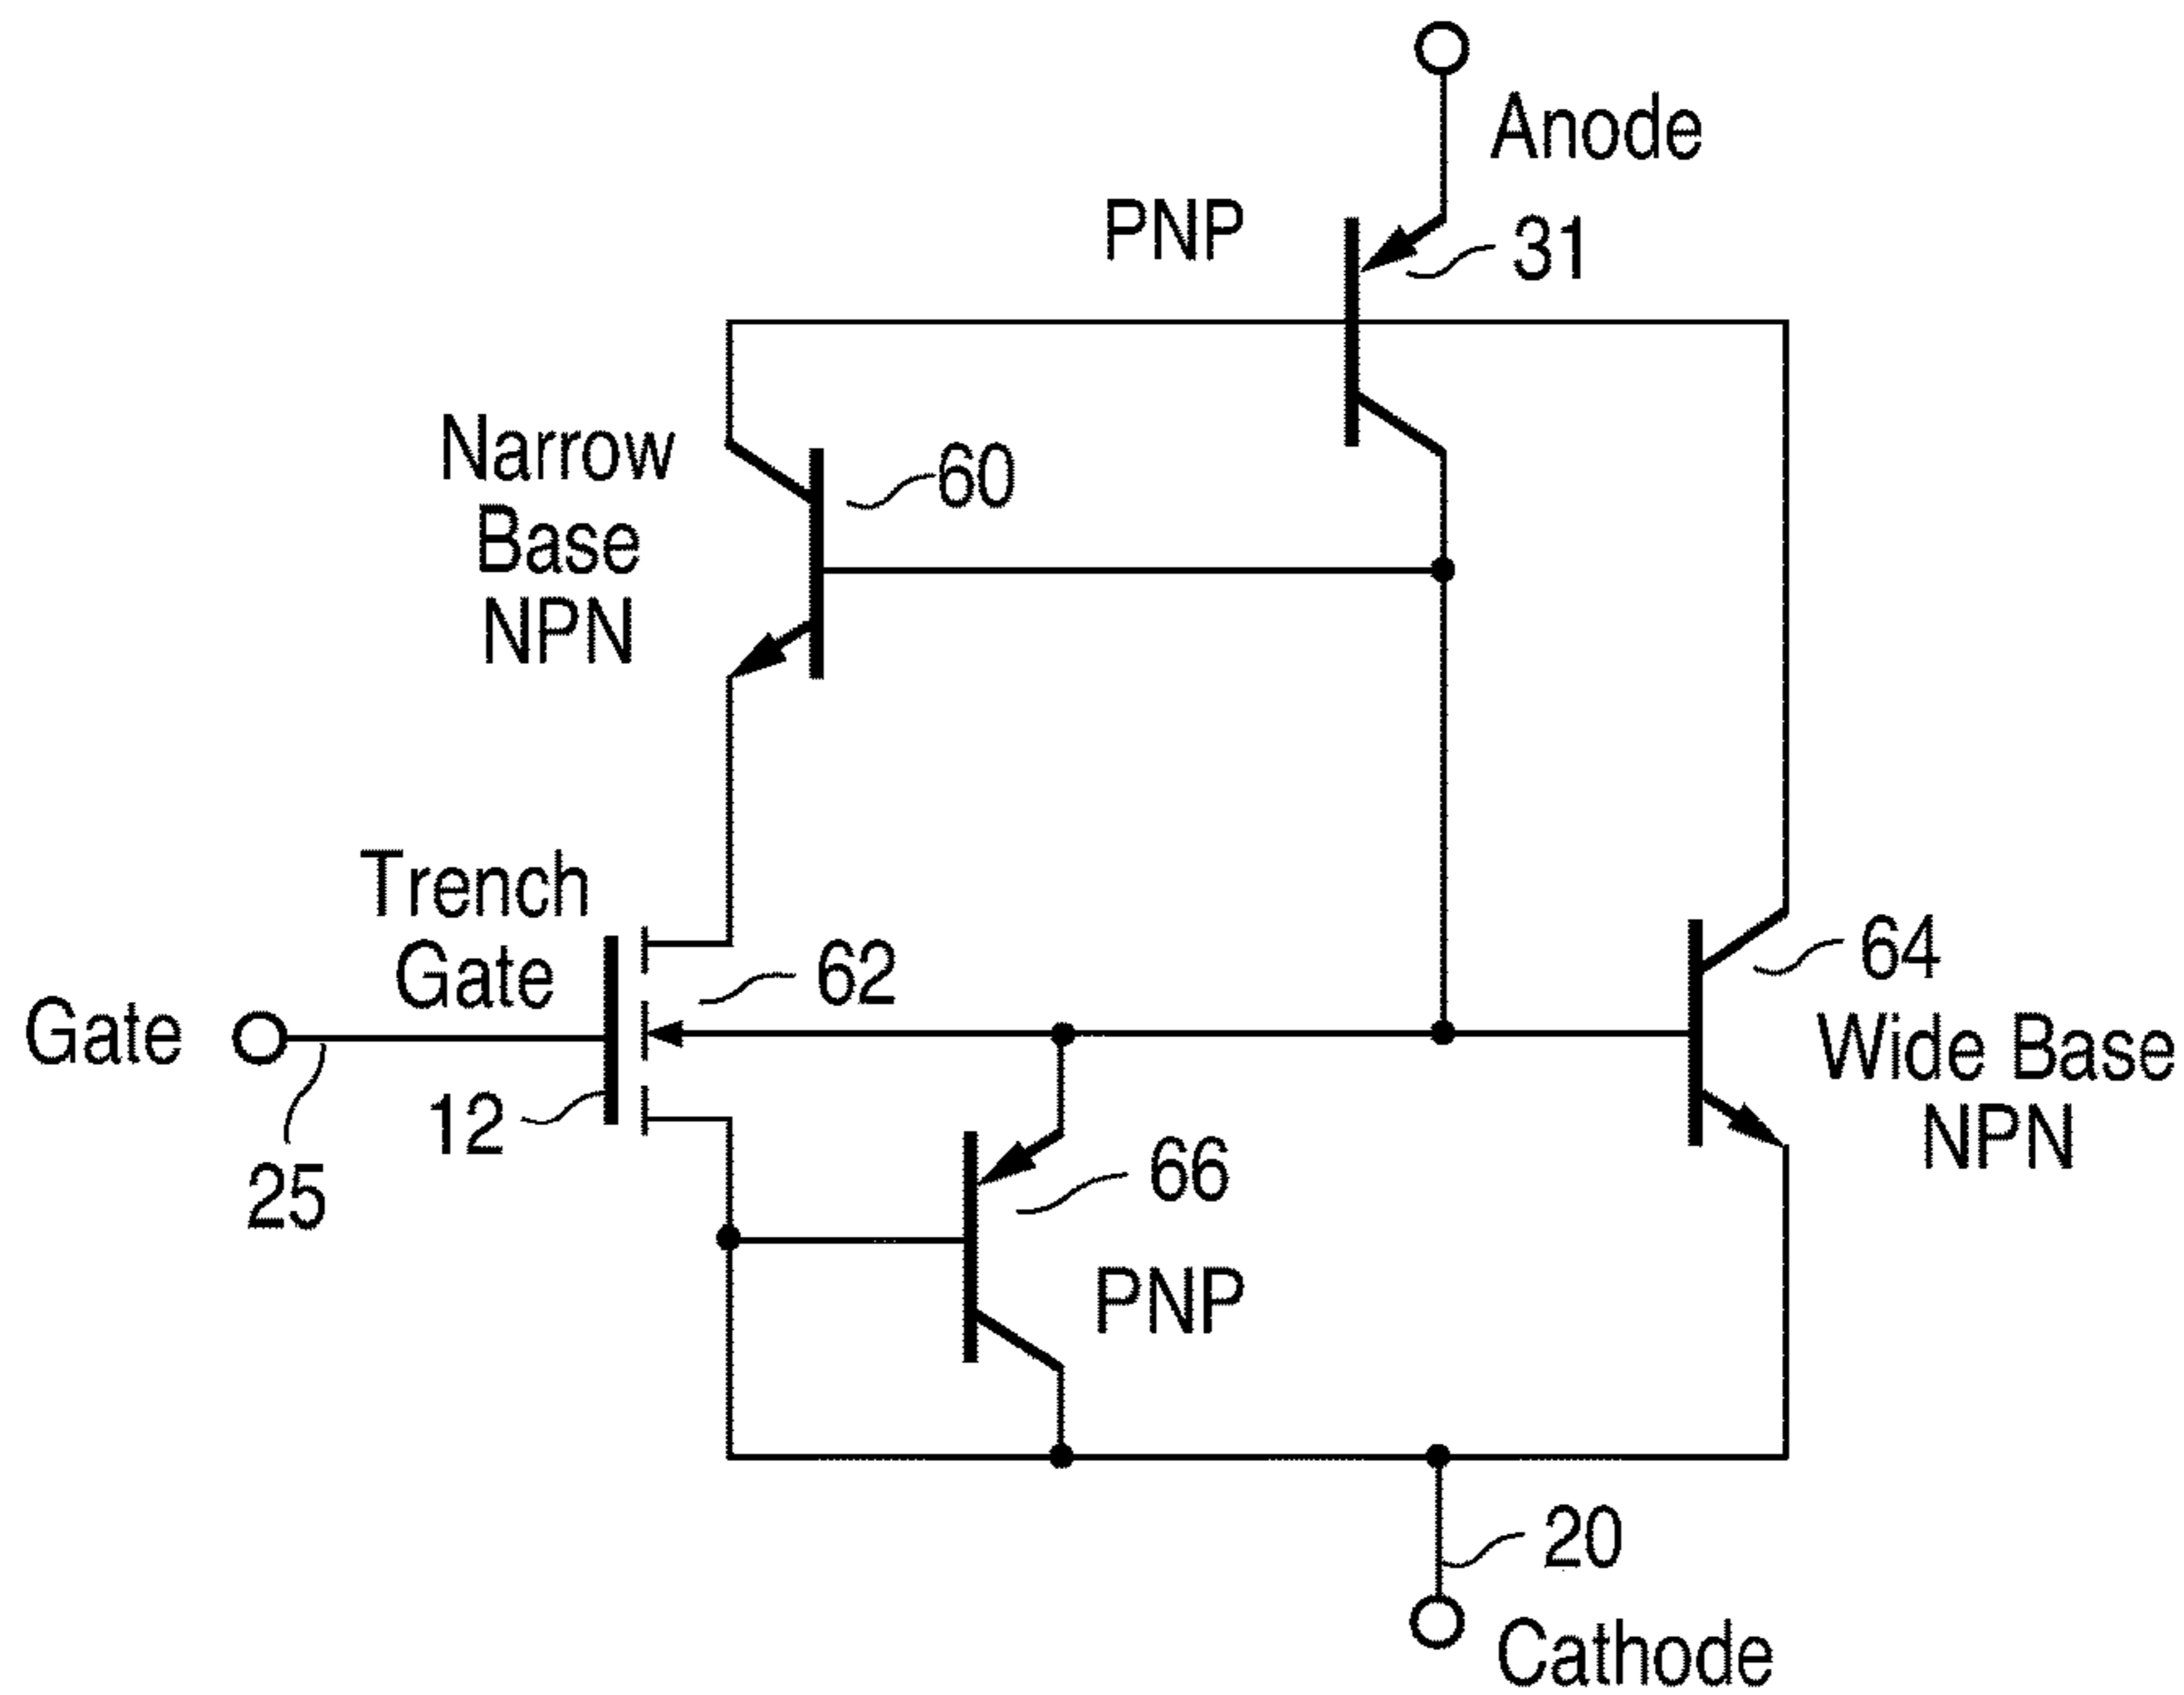 Anode
PNP
31
Narrow
Base
NPN
60
Trench
Gate
62
64
Gate
Wide Base
NPN
12
25
66
PNP
20
Cathode